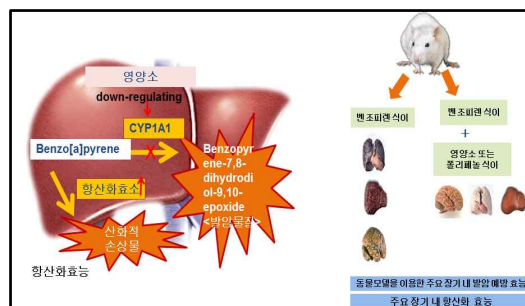 영양소
down-regulating
CYP1A1
Benzo[a]pyrene
항산화효소
Benzopyr
ene-7,8-
dihydrodi
ol-9,10-
epoxide
<발암물질>
산화적
손상물
항산화효능
벤조피렌 식이
벤조피렌 식이
+
영양소 또는
폴리페놀 식이
동물모델을 이용한 주요 장기 내 발암 예방 효능
주요 장기 내 항산화 효능